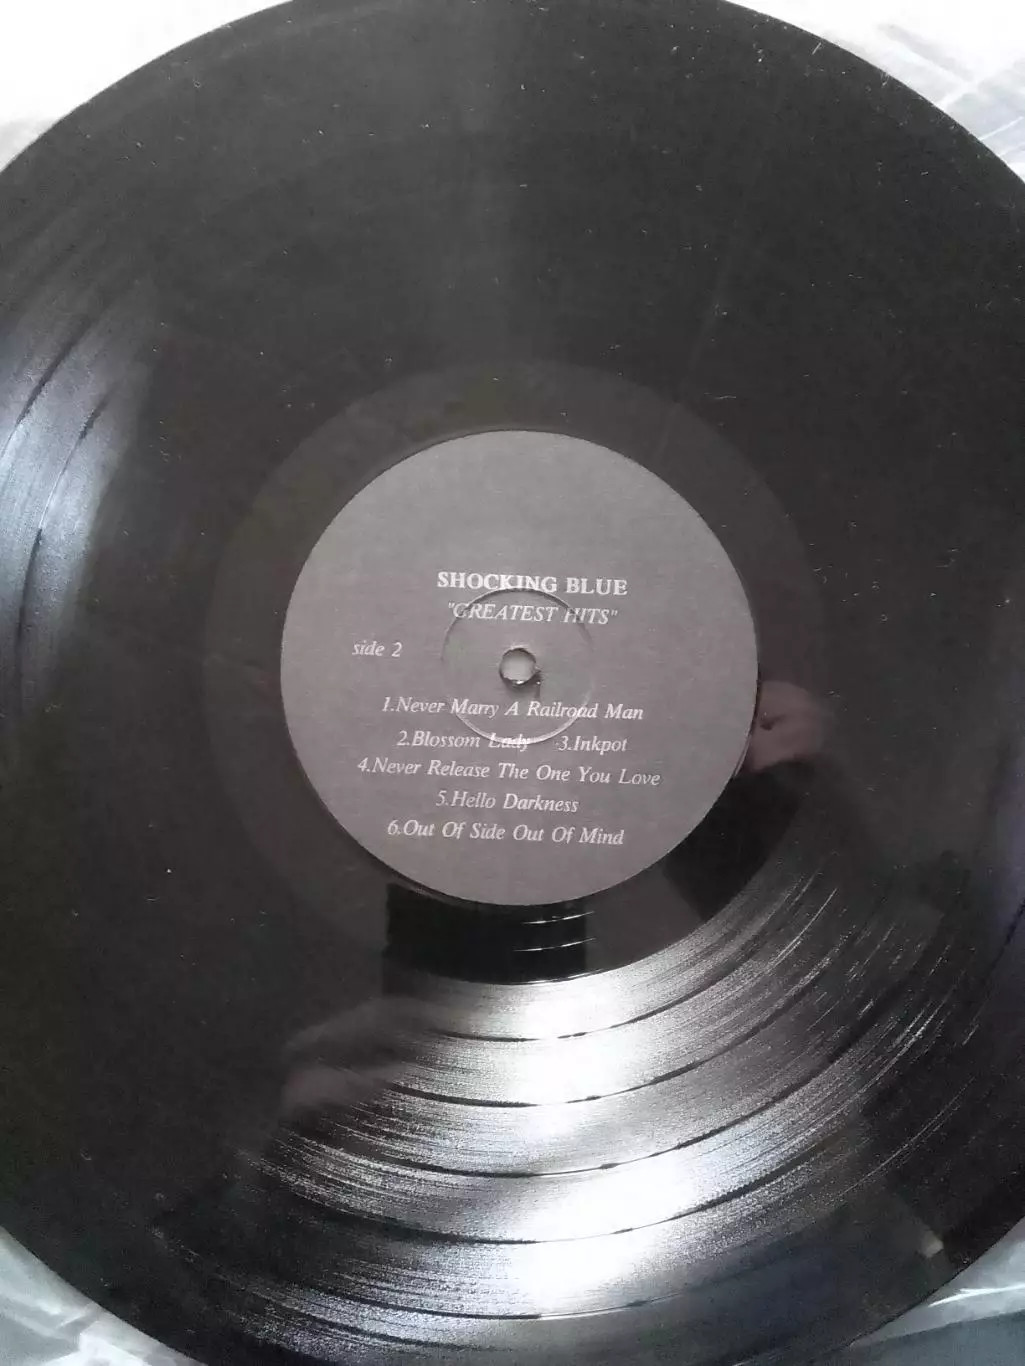 SHOCKING BLUE
"GREATEST HITS"
side 2
1.Never Marry A Railroad Man
2.Blossom Lady 3.Inkpot
4.Never Release The One You Love
5.Hello Darkness
6.Out Of Side Out Of Mind